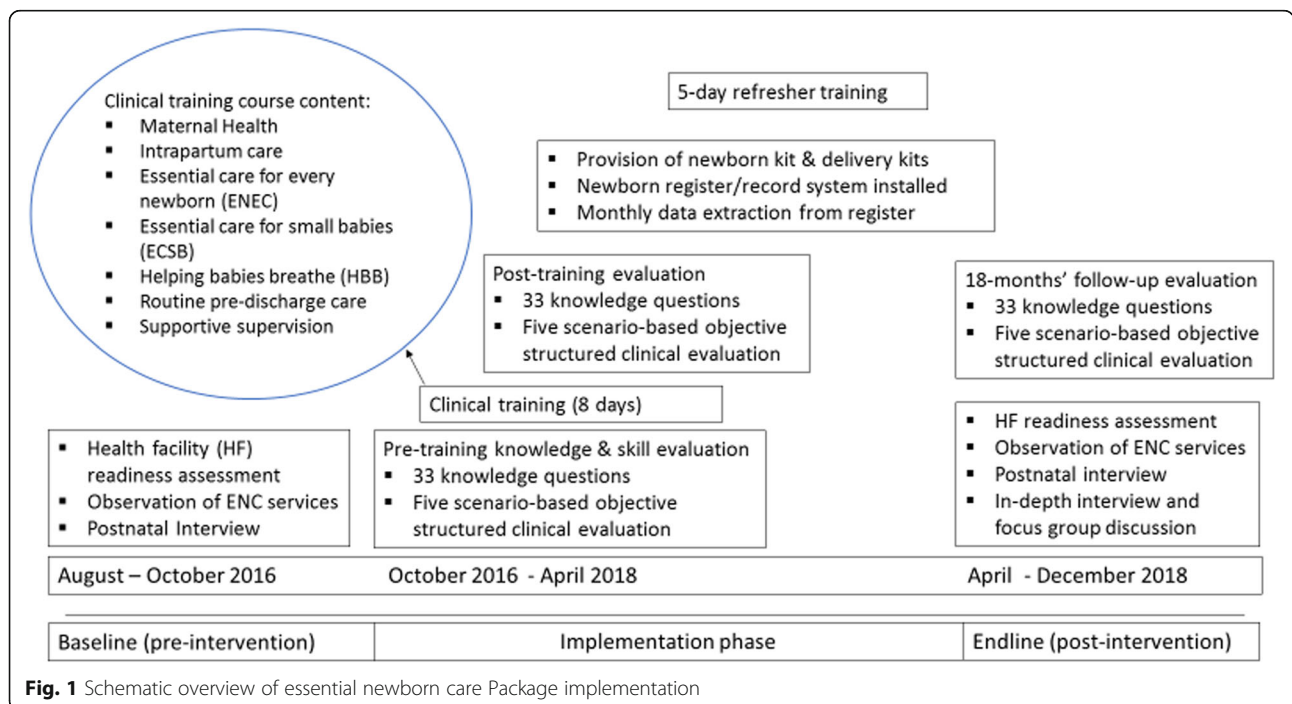 Clinical training course content:
▪ Maternal Health
▪ Intrapartum care
▪ Essential care for every
newborn (ENEC)
▪ Essential care for small babies
(ECSB)
▪ Helping babies breathe (HBB)
▪ Routine pre-discharge care
▪ Supportive supervision
5-day refresher training
▪ Provision of newborn kit & delivery kits
▪ Newborn register/record system installed
▪ Monthly data extraction from register
Post-training evaluation
▪ 33 knowledge questions
▪ Five scenario-based objective
structured clinical evaluation
18-months’ follow-up evaluation
▪ 33 knowledge questions
▪ Five scenario-based objective
structured clinical evaluation
Clinical training (8 days)
▪ Health facility (HF)
readiness assessment
▪ Observation of ENC services
▪ Postnatal Interview
Pre-training knowledge & skill evaluation
▪ 33 knowledge questions
▪ Five scenario-based objective
structured clinical evaluation
▪ HF readiness assessment
▪ Observation of ENC services
▪ Postnatal interview
▪ In-depth interview and
focus group discussion
August – October 2016
October 2016 - April 2018
April - December 2018
Baseline (pre-intervention)
Implementation phase
Endline (post-intervention)
Fig. 1 Schematic overview of essential newborn care Package implementation